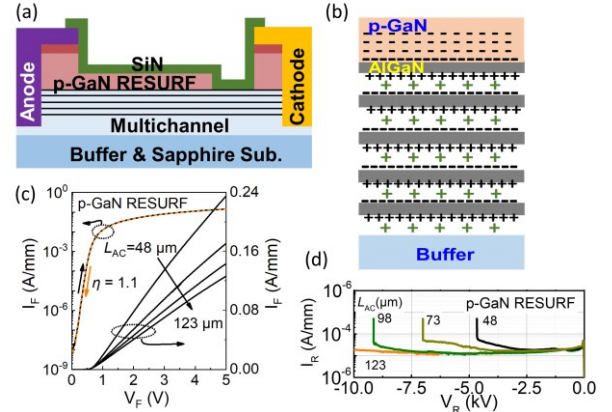 (a)
SiN
p-GaN RESURF
Anode
Cathode
Multichannel
Buffer & Sapphire Sub.
(b)
p-GaN
AlGaN
Buffer
(c)
p-GaN RESURF
L_AC=48 μm
η = 1.1
123 μm
I_F (A/mm)
10^0
10^-3
10^-6
10^-9
0.24
0.16
0.08
0.00
I_F (A/mm)
0 1 2 3 4 5
V_F (V)
(d)
L_AC(μm)
p-GaN RESURF
98
73
48
123
I_R (A/mm)
10^-6
10^-4
10^-6
-10.0 -7.5 -5.0 -2.5 0.0
V_R (kV)